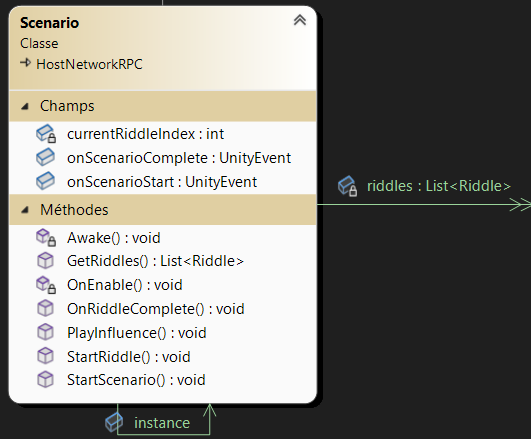 Scenario
Classe
HostNetworkRPC
Champs
currentRiddleIndex : int
onScenarioComplete : UnityEvent
onScenarioStart : UnityEvent
riddles : List<Riddle>
Méthodes
Awake() : void
GetRiddles() : List<Riddle>
OnEnable() : void
OnRiddleComplete() : void
PlayInfluence() : void
StartRiddle() : void
StartScenario() : void
instance